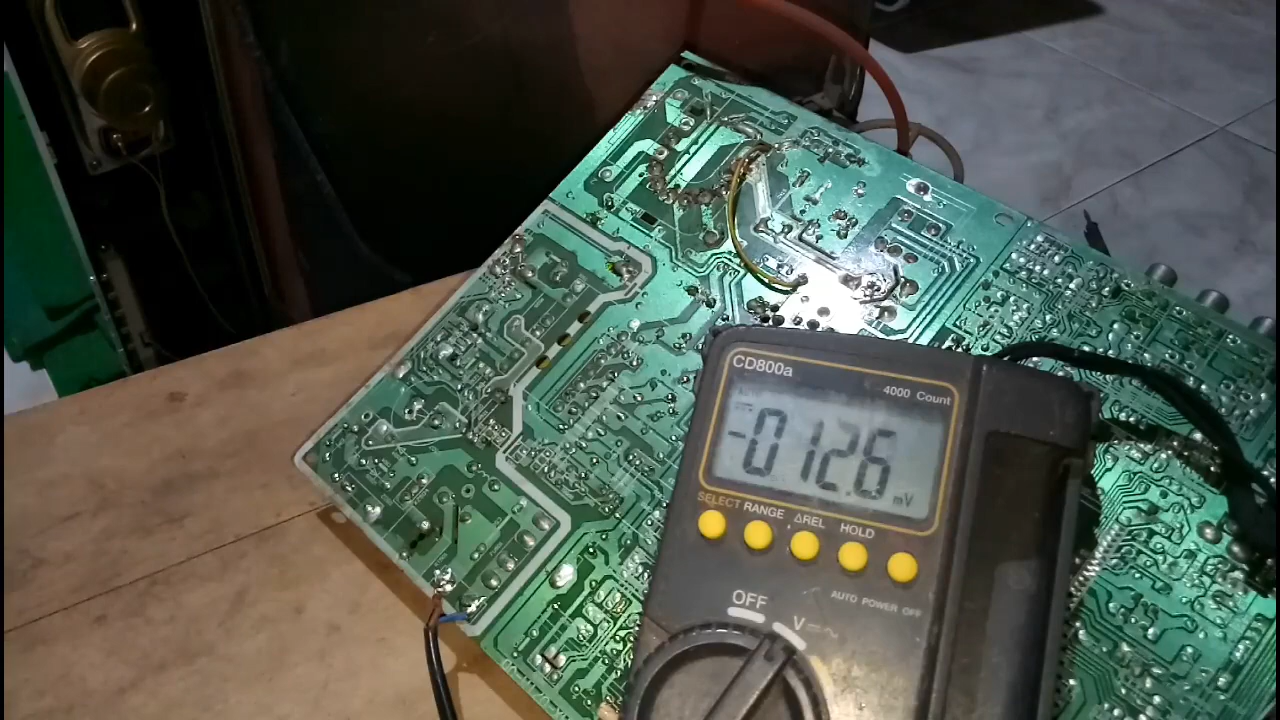 CD800a
4000 Count
-012.6 mV
SELECT RANGE ΔREL HOLD
AUTO POWER OFF
OFF V⎓~